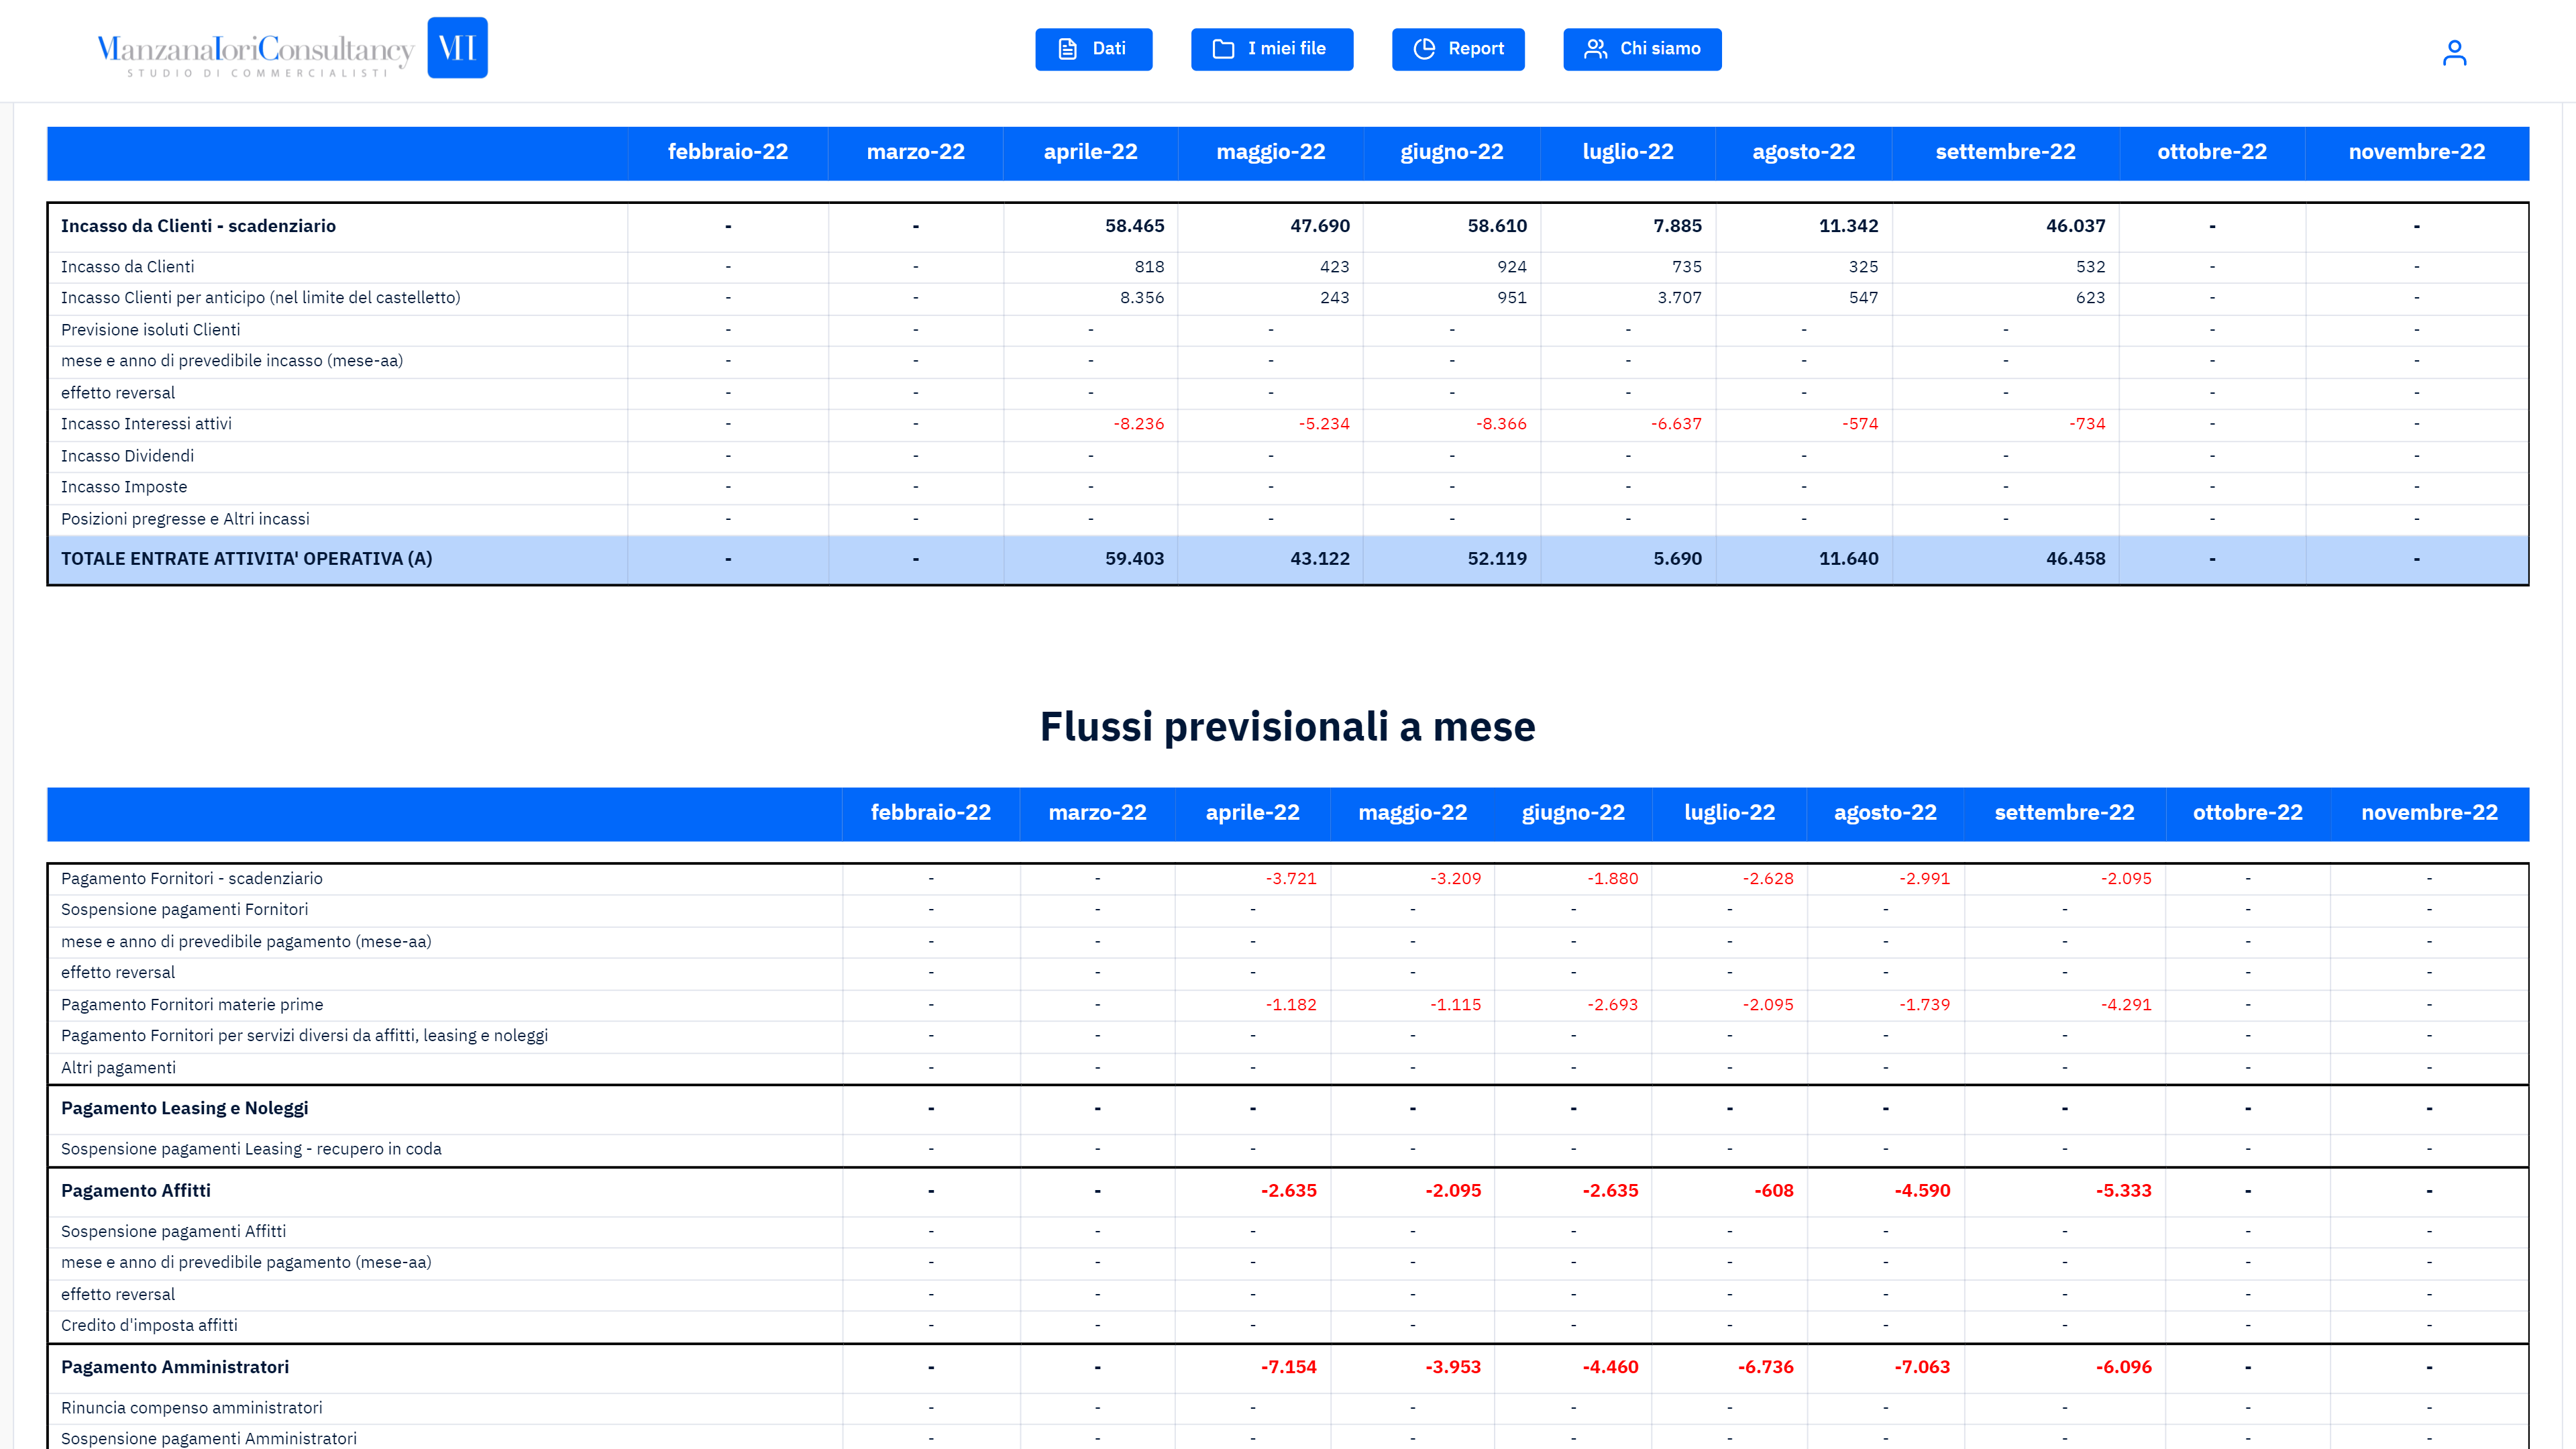 ManzanaIoriConsultancy MI
STUDIO DI COMMERCIALISTI
Dati I miei file Report Chi siamo
febbraio-22 marzo-22 aprile-22 maggio-22 giugno-22 luglio-22 agosto-22 settembre-22 ottobre-22 novembre-22
Incasso da Clienti - scadenziario - - 58.465 47.690 58.610 7.885 11.342 46.037 - -
Incasso da Clienti - - 818 423 924 735 325 532 - -
Incasso Clienti per anticipo (nel limite del castelletto) - - 8.356 243 951 3.707 547 623 - -
Previsione isoluti Clienti - - - - - - - - - -
mese e anno di prevedibile incasso (mese-aa) - - - - - - - - - -
effetto reversal - - - - - - - - - -
Incasso Interessi attivi - - -8.236 -5.234 -8.366 -6.637 -574 -734 - -
Incasso Dividendi - - - - - - - - - -
Incasso Imposte - - - - - - - - - -
Posizioni pregresse e Altri incassi - - - - - - - - - -
TOTALE ENTRATE ATTIVITA' OPERATIVA (A) - - 59.403 43.122 52.119 5.690 11.640 46.458 - -
Flussi previsionali a mese
febbraio-22 marzo-22 aprile-22 maggio-22 giugno-22 luglio-22 agosto-22 settembre-22 ottobre-22 novembre-22
Pagamento Fornitori - scadenziario - - -3.721 -3.209 -1.880 -2.628 -2.991 -2.095 - -
Sospensione pagamenti Fornitori - - - - - - - - - -
mese e anno di prevedibile pagamento (mese-aa) - - - - - - - - - -
effetto reversal - - - - - - - - - -
Pagamento Fornitori materie prime - - -1.182 -1.115 -2.693 -2.095 -1.739 -4.291 - -
Pagamento Fornitori per servizi diversi da affitti, leasing e noleggi - - - - - - - - - -
Altri pagamenti - - - - - - - - - -
Pagamento Leasing e Noleggi - - - - - - - - - -
Sospensione pagamenti Leasing - recupero in coda - - - - - - - - - -
Pagamento Affitti - - -2.635 -2.095 -2.635 -608 -4.590 -5.333 - -
Sospensione pagamenti Affitti - - - - - - - - - -
mese e anno di prevedibile pagamento (mese-aa) - - - - - - - - - -
effetto reversal - - - - - - - - - -
Credito d'imposta affitti - - - - - - - - - -
Pagamento Amministratori - - -7.154 -3.953 -4.460 -6.736 -7.063 -6.096 - -
Rinuncia compenso amministratori - - - - - - - - - -
Sospensione pagamenti Amministratori - - - - - - - - - -